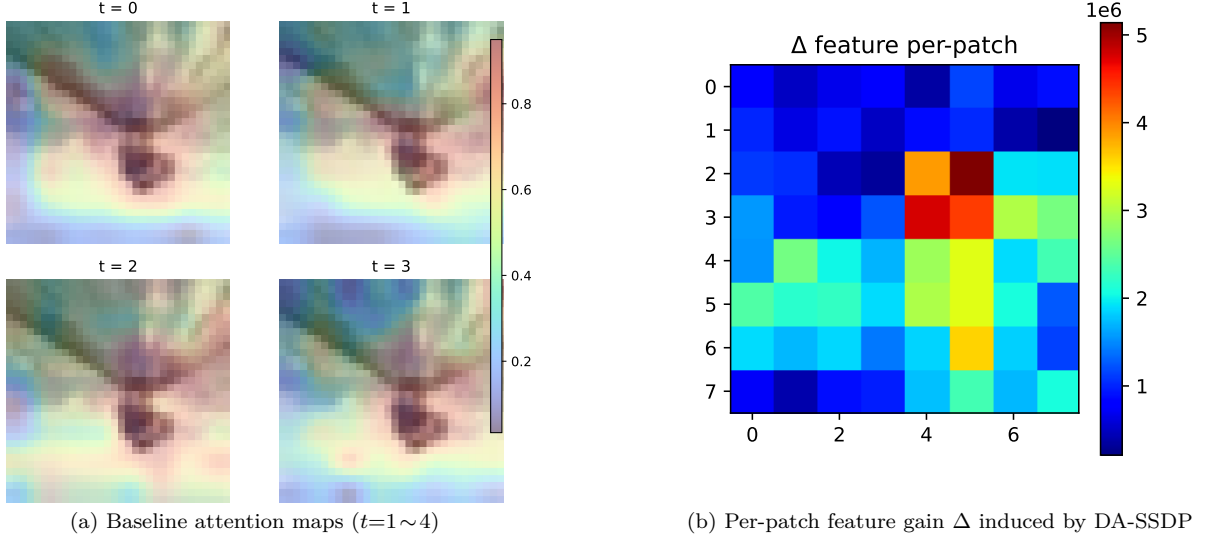 t = 0
t = 1
0.8
0.6
0.4
0.2
t = 2
t = 3
(a) Baseline attention maps (t=1∼4)
1e6
Δ feature per-patch
0
1
2
3
4
5
6
7
0 2 4 6
5
4
3
2
1
(b) Per-patch feature gain Δ induced by DA-SSDP